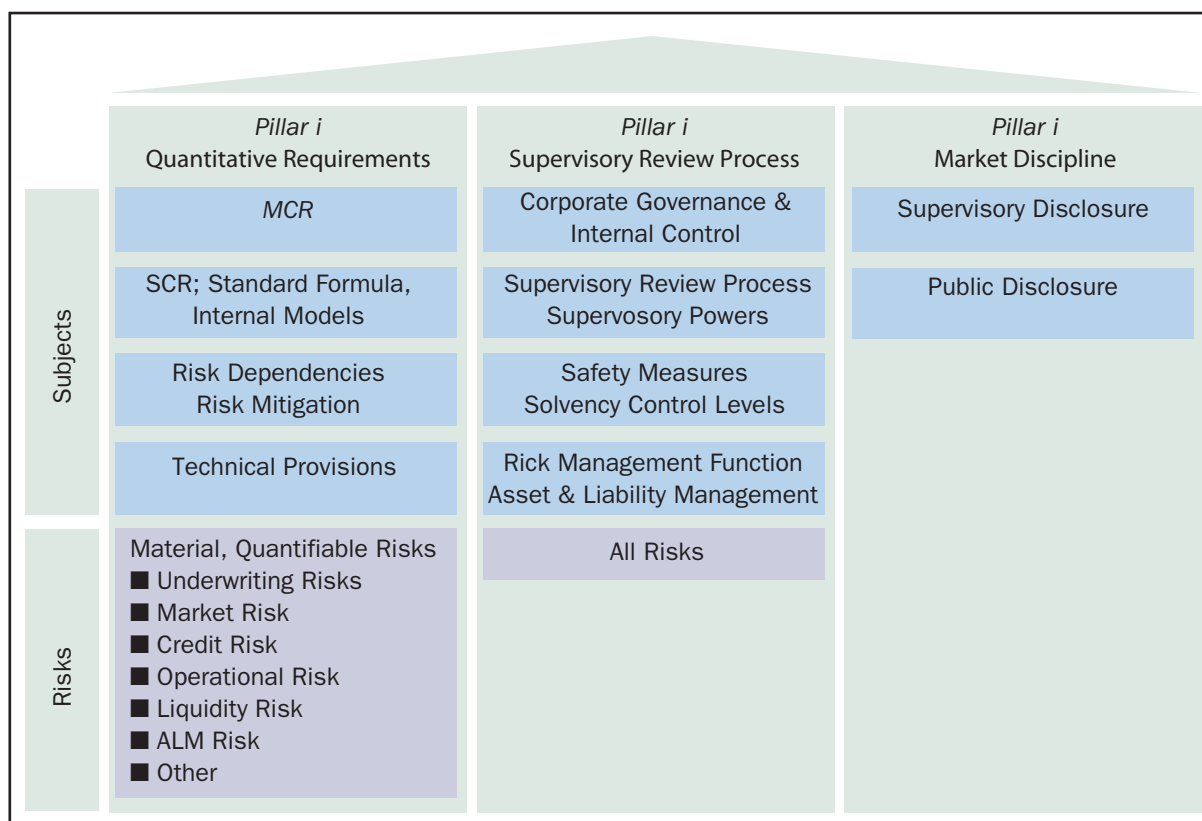 Pillar i
Quantitative Requirements
Pillar i
Supervisory Review Process
Pillar i
Market Discipline
Subjects
MCR
SCR; Standard Formula,
Internal Models
Risk Dependencies
Risk Mitigation
Technical Provisions
Corporate Governance &
Internal Control
Supervisory Review Process
Supervosory Powers
Safety Measures
Solvency Control Levels
Rick Management Function
Asset & Liability Management
Supervisory Disclosure
Public Disclosure
Risks
Material, Quantifiable Risks
■ Underwriting Risks
■ Market Risk
■ Credit Risk
■ Operational Risk
■ Liquidity Risk
■ ALM Risk
■ Other
All Risks